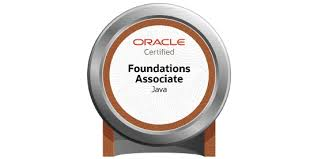 ORACLE
Certified
Foundations
Associate
Java